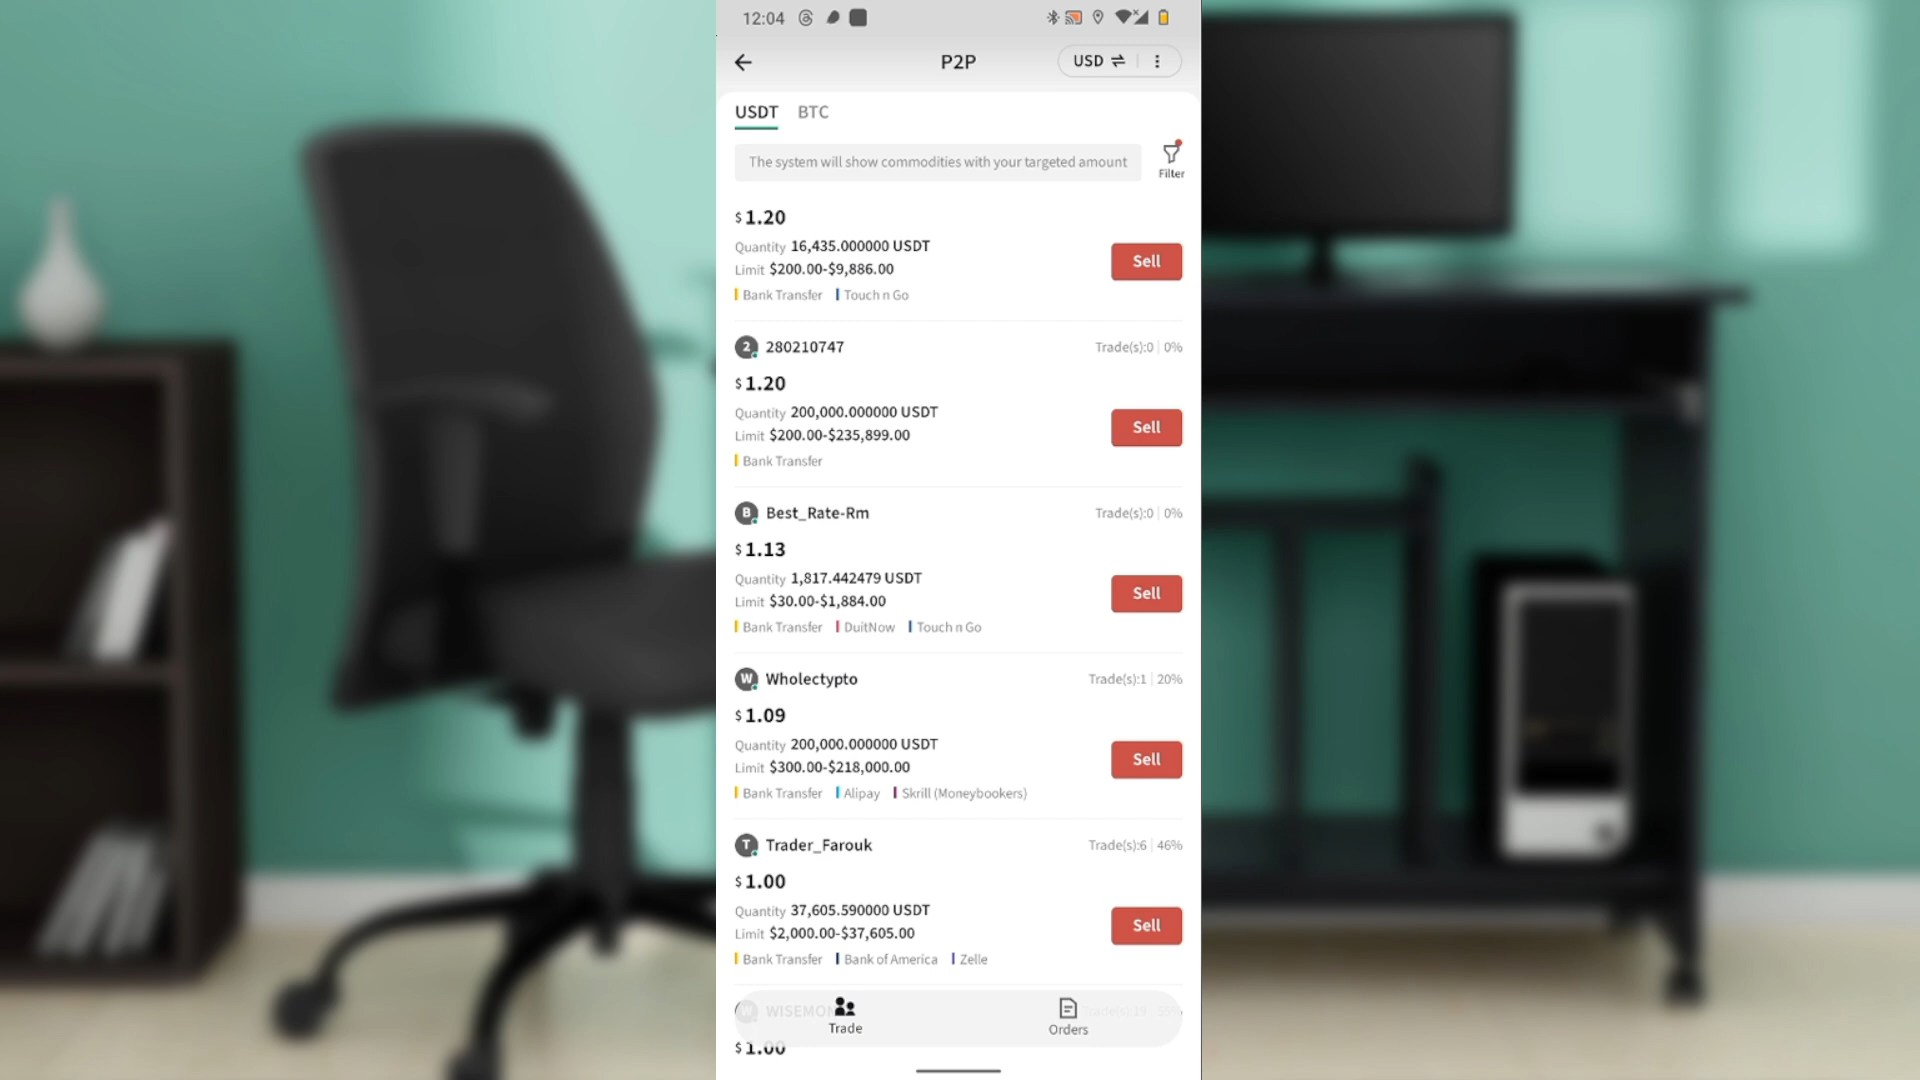 12:04
P2P
USD
USDT BTC
The system will show commodities with your targeted amount
Filter
$ 1.20
Quantity 16,435.000000 USDT
Limit $200.00-$9,886.00
Sell
Bank Transfer Touch n Go
2 280210747 Trade(s):0 | 0%
$ 1.20
Quantity 200,000.000000 USDT
Limit $200.00-$235,899.00
Sell
Bank Transfer
B Best_Rate-Rm Trade(s):0 | 0%
$ 1.13
Quantity 1,817.442479 USDT
Limit $30.00-$1,884.00
Sell
Bank Transfer DuitNow Touch n Go
W Wholectypto Trade(s):1 | 20%
$ 1.09
Quantity 200,000.000000 USDT
Limit $300.00-$218,000.00
Sell
Bank Transfer Alipay Skrill (Moneybookers)
T Trader_Farouk Trade(s):6 | 46%
$ 1.00
Quantity 37,605.590000 USDT
Limit $2,000.00-$37,605.00
Sell
Bank Transfer Bank of America Zelle
Trade Orders
$ 1.00